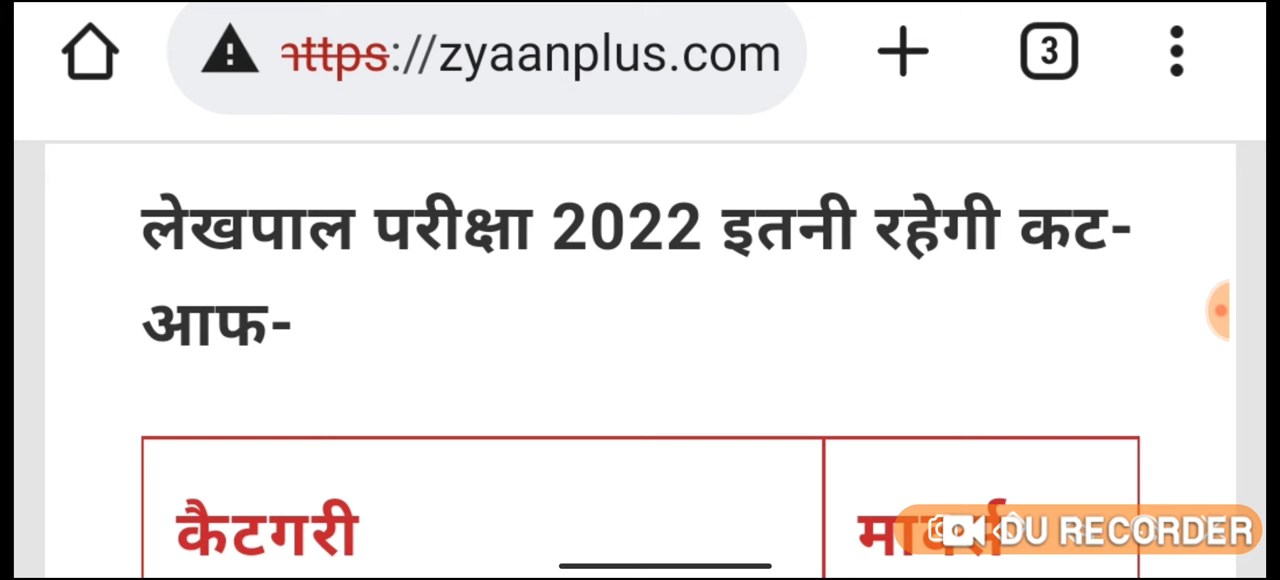 https://zyaanplus.com
3
लेखपाल परीक्षा 2022 इतनी रहेगी कट-
आफ-
कैटगरी
DU RECORDER